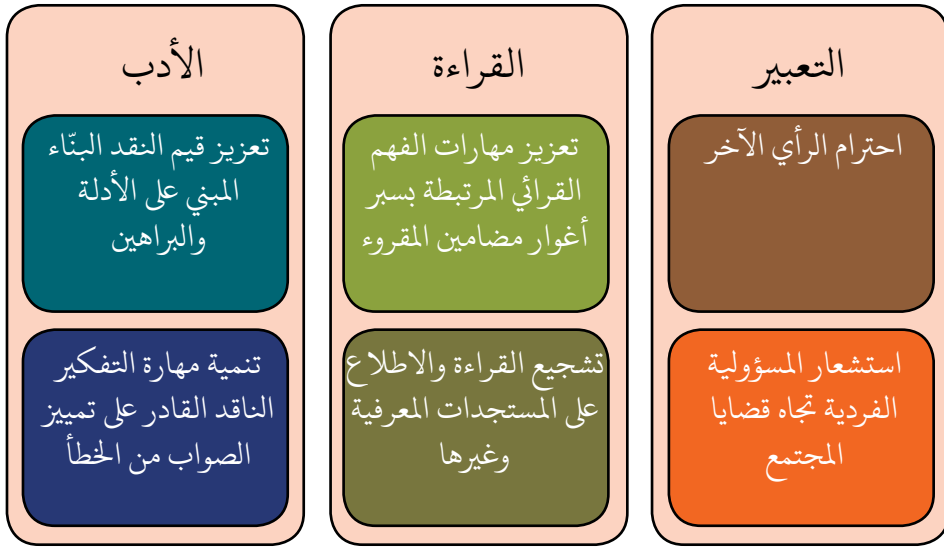 التعبير
احترام الرأي الآخر
استشعار المسؤولية
الفردية تجاه قضايا
المجتمع
القراءة
تعزيز مهارات الفهم
القرائي المرتبطة بسبر
أغوار مضامين المقروء
تشجيع القراءة والاطلاع
على المستجدات المعرفية
وغيرها
الأدب
تعزيز قيم النقد البنّاء
المبني على الأدلة
والبراهين
تنمية مهارة التفكير
الناقد القادر على تمييز
الصواب من الخطأ